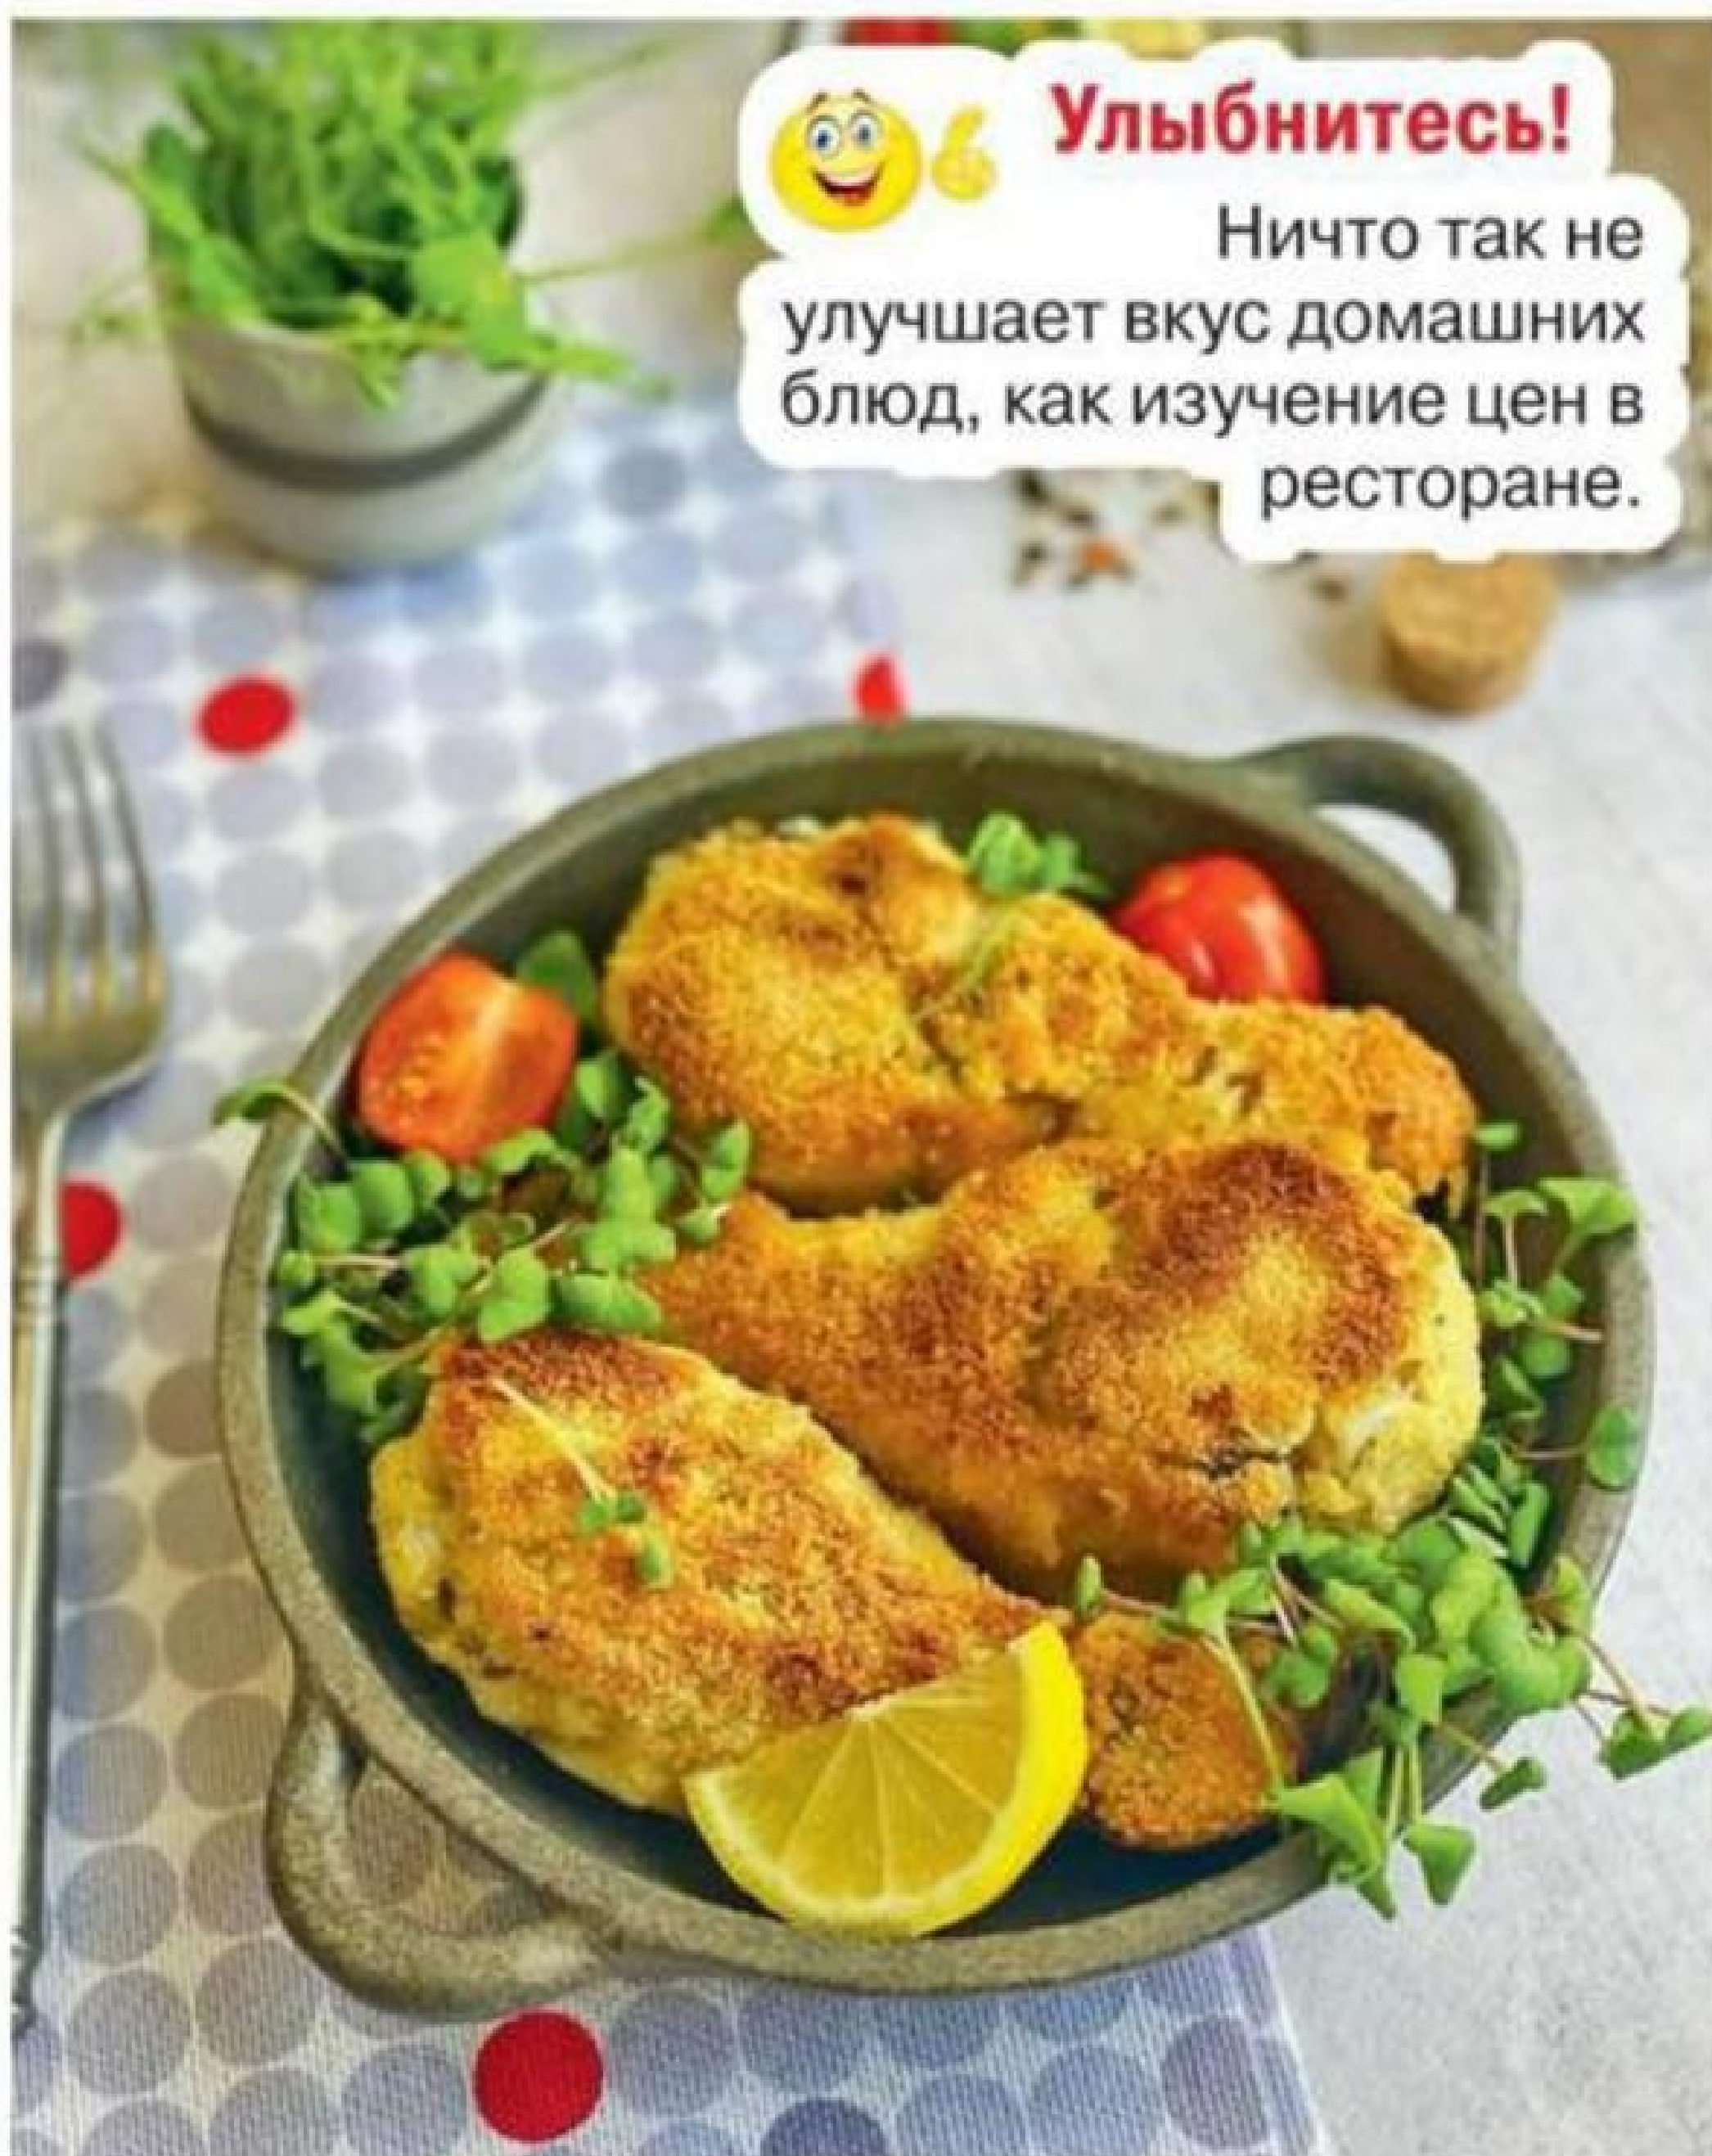 Улыбнитесь!
Ничто так не
улучшает вкус домашних
блюд, как изучение цен в
ресторане.